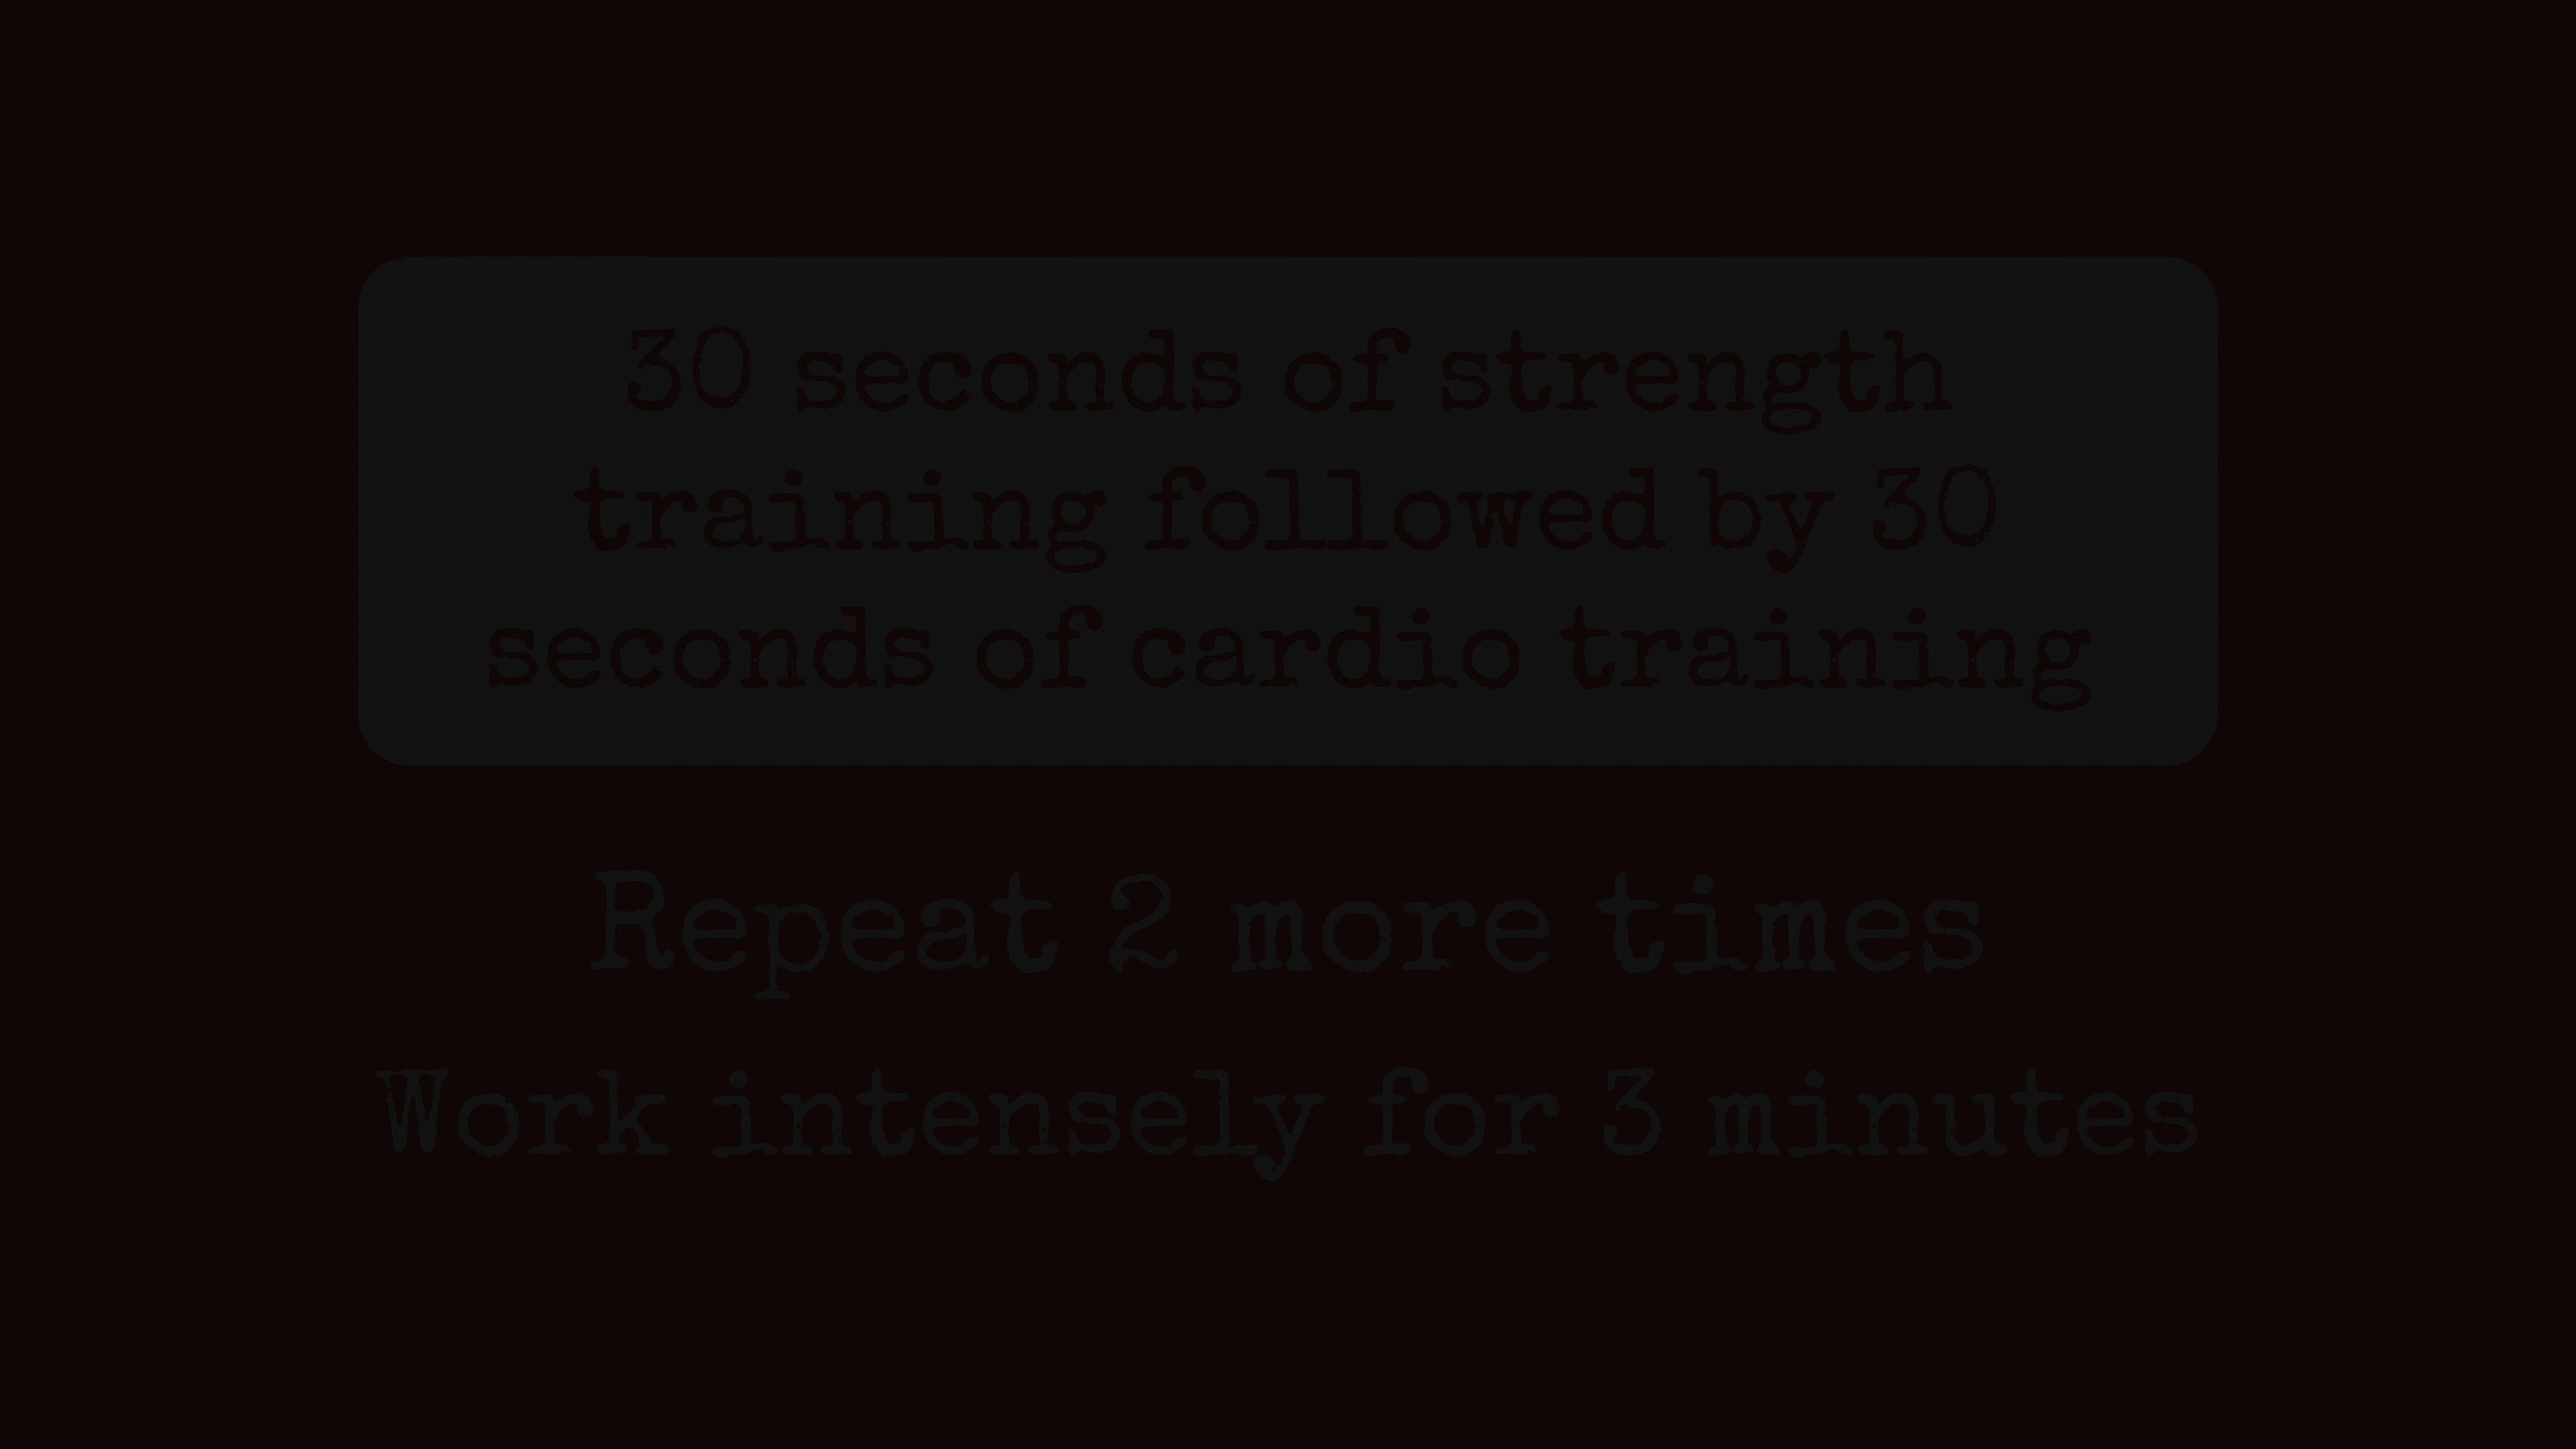 30 seconds of strength
training followed by 30
seconds of cardio training
Repeat 2 more times
Work intensely for 3 minutes